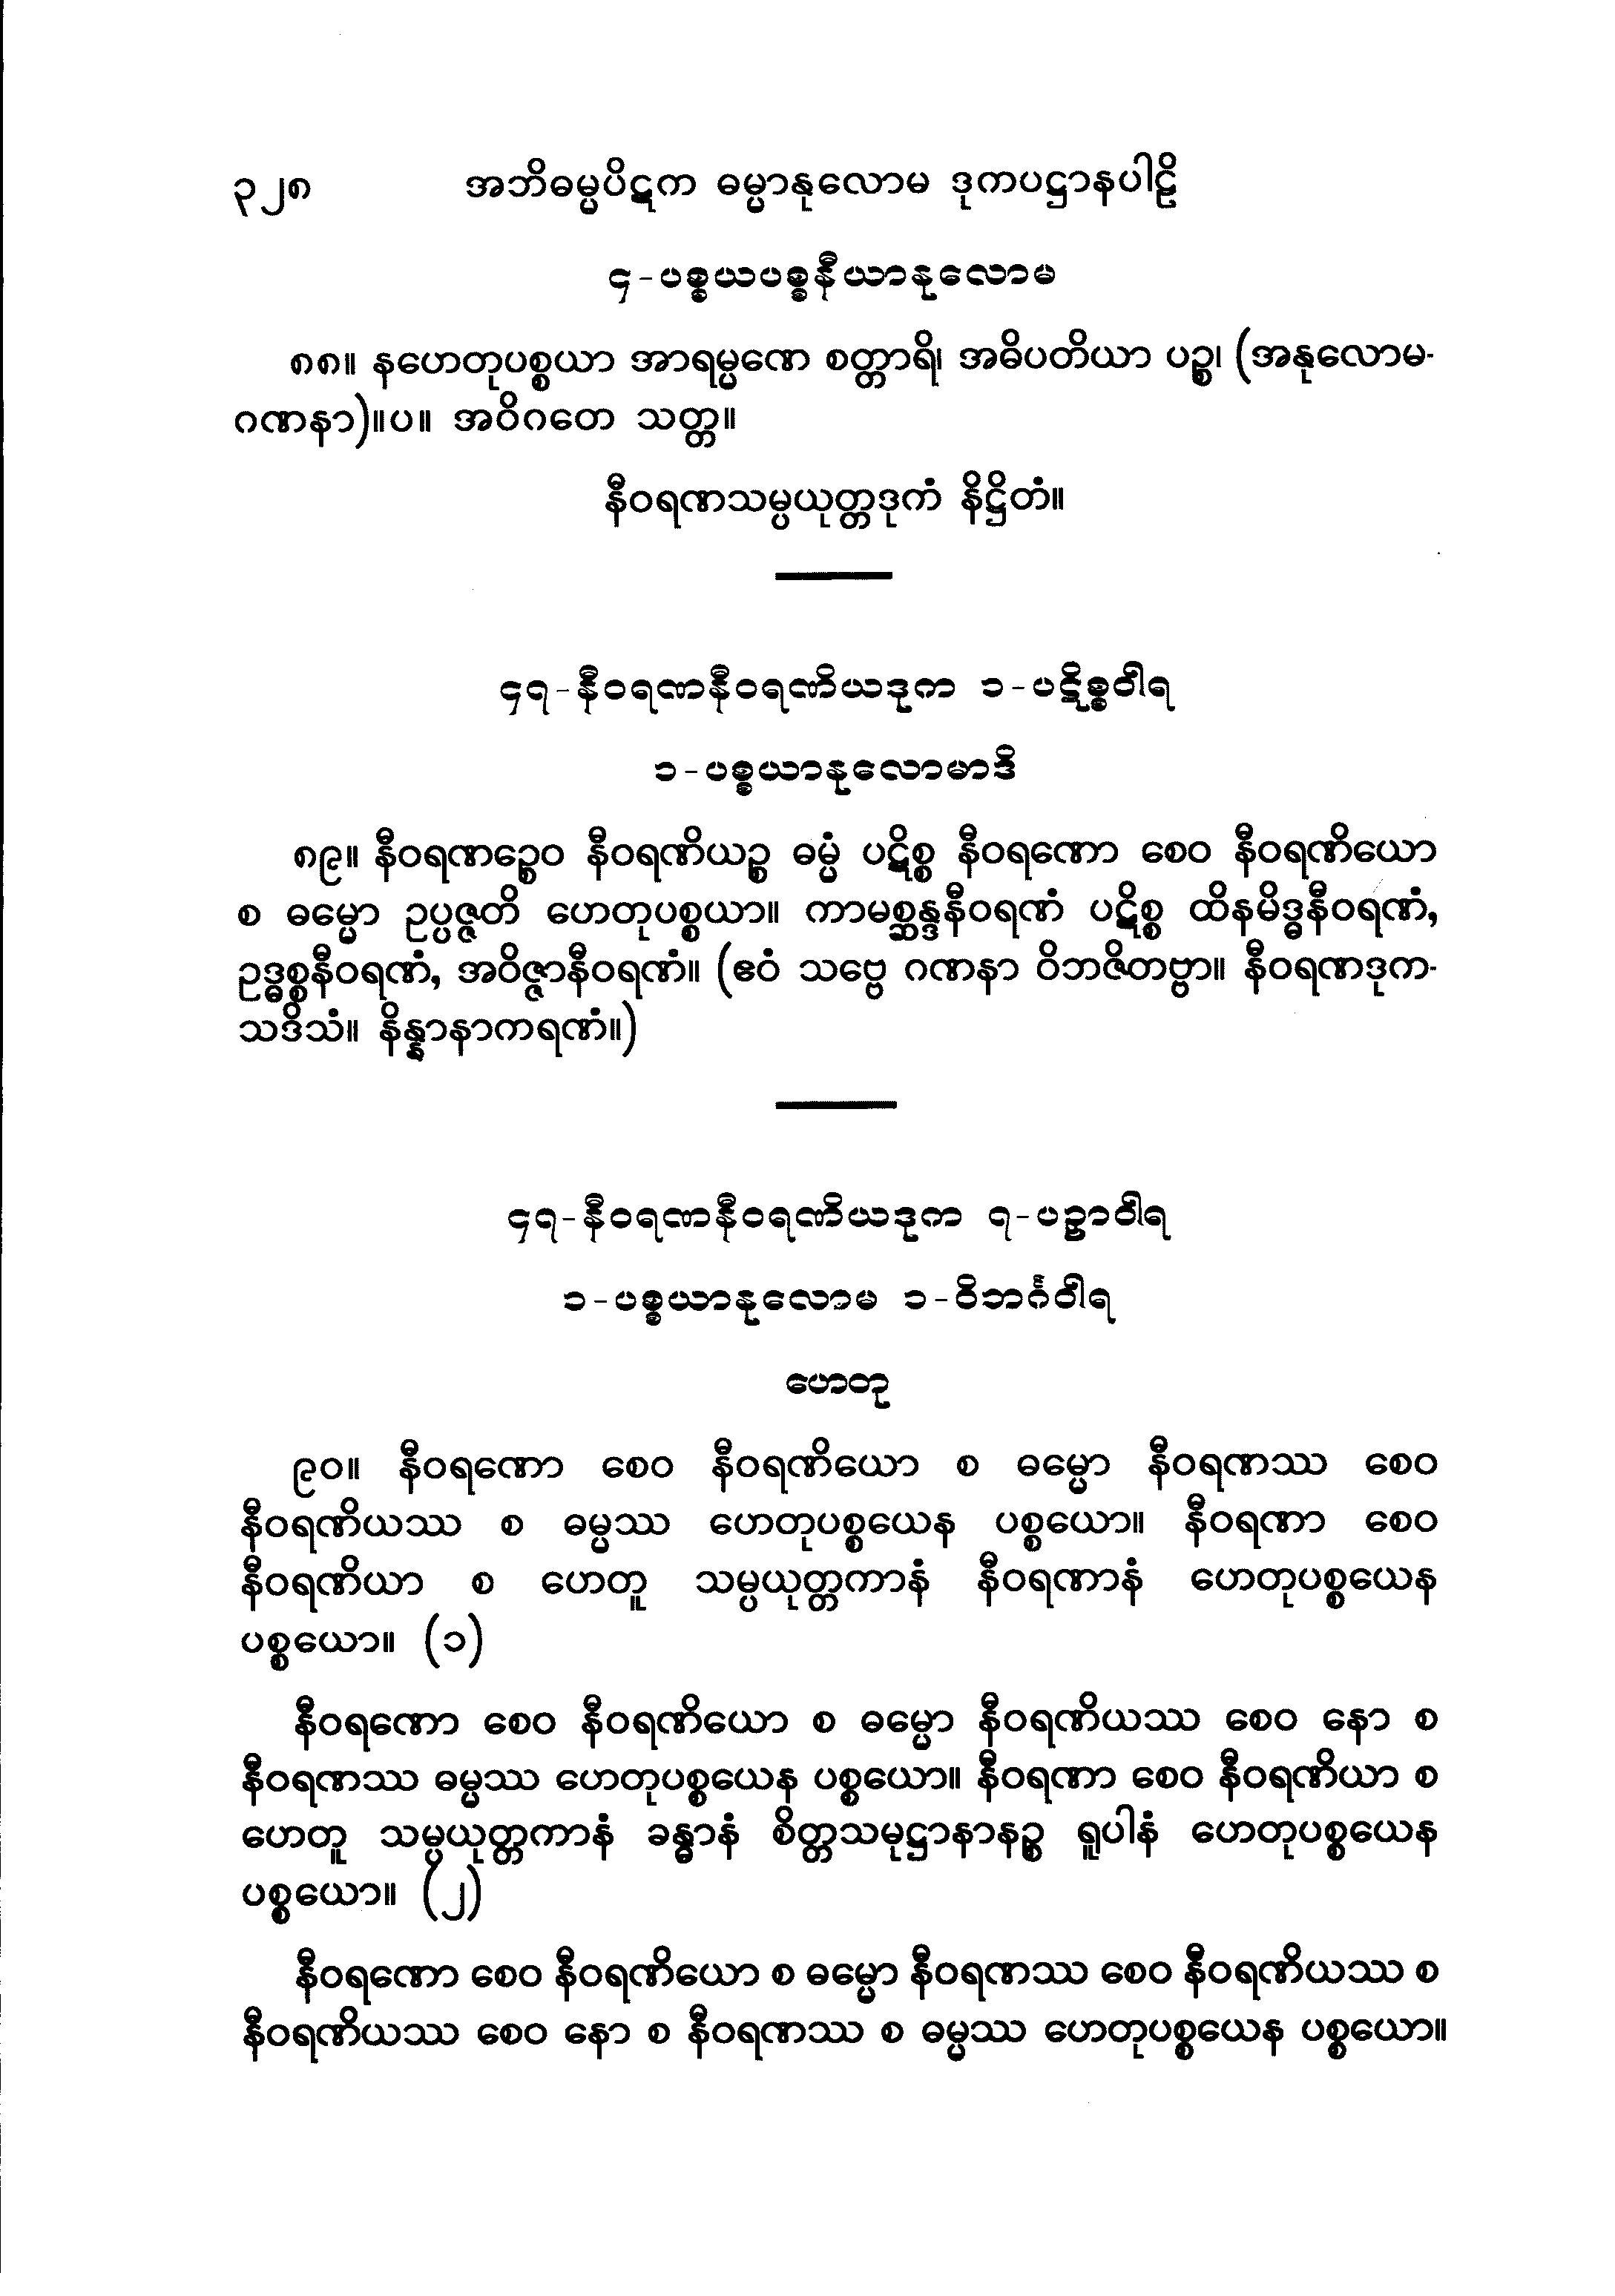 ၃၂၈ အဘိဓမ္မပိဋက ဓမ္မာနုလောမ ဒုကပဋ္ဌာနပါဠိ
၄-ပစ္စယပစ္စနီယာနုလောမ
၈၈။ နဟေတုပစ္စယာ အာရမ္မဏေ စတ္တာရိ၊ အဓိပတိယာ ပဉ္စ၊ (အနုလောမ-
ဂဏနာ)။ပ။ အဝိဂတေ သတ္တ။
နီဝရဏသမ္ပယုတ္တဒုကံ နိဋ္ဌိတံ။
၄၇-နီဝရဏနီဝရဏိယဒုက ၁-ပဋိစ္စဝါရ
၁-ပစ္စယာနုလောမာဒိ
၈၉။ နီဝရဏဉ္စေဝ နီဝရဏိယဉ္စ ဓမ္မံ ပဋိစ္စ နီဝရဏော စေဝ နီဝရဏိယော
စ ဓမ္မော ဥပ္ပဇ္ဇတိ ဟေတုပစ္စယာ။ ကာမစ္ဆန္ဒနီဝရဏံ ပဋိစ္စ ထိနမိဒ္ဓနီဝရဏံ,
ဥဒ္ဓစ္စနီဝရဏံ, အဝိဇ္ဇာနီဝရဏံ။ (ဧဝံ သဗ္ဗေ ဂဏနာ ဝိဘဇိတဗ္ဗာ။ နီဝရဏဒုက-
သဒိသံ။ နိန္နာနာကရဏံ။)
၄၇-နီဝရဏနီဝရဏိယဒုက ၇-ပဉှာဝါရ
၁-ပစ္စယာနုလောမ ၁-ဝိဘင်္ဂဝါရ
ဟေတု
၉၀။ နီဝရဏော စေဝ နီဝရဏိယော စ ဓမ္မော နီဝရဏဿ စေဝ
နီဝရဏိယဿ စ ဓမ္မဿ ဟေတုပစ္စယေန ပစ္စယော။ နီဝရဏာ စေဝ
နီဝရဏိယာ စ ဟေတူ သမ္ပယုတ္တကာနံ နီဝရဏာနံ ဟေတုပစ္စယေန
ပစ္စယော။ (၁)
နီဝရဏော စေဝ နီဝရဏိယော စ ဓမ္မော နီဝရဏိယဿ စေဝ နော စ
နီဝရဏဿ ဓမ္မဿ ဟေတုပစ္စယေန ပစ္စယော။ နီဝရဏာ စေဝ နီဝရဏိယာ စ
ဟေတူ သမ္ပယုတ္တကာနံ ခန္ဓာနံ စိတ္တသမုဋ္ဌာနာနဉ္စ ရူပါနံ ဟေတုပစ္စယေန
ပစ္စယော။ (၂)
နီဝရဏော စေဝ နီဝရဏိယော စ ဓမ္မော နီဝရဏဿ စေဝ နီဝရဏိယဿ စ
နီဝရဏိယဿ စေဝ နော စ နီဝရဏဿ စ ဓမ္မဿ ဟေတုပစ္စယေန ပစ္စယော။